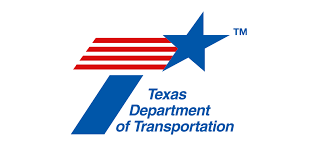 TM
Texas
Department
of Transportation